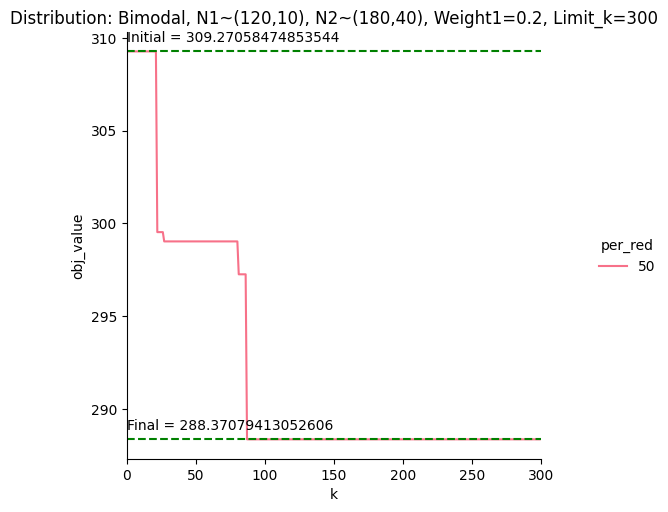 Distribution: Bimodal, N1~(120,10), N2~(180,40), Weight1=0.2, Limit_k=300
Initial = 309.27058474853544
310
305
300
295
290
obj_value
per_red
50
Final = 288.37079413052606
0
50
100
150
200
250
300
k